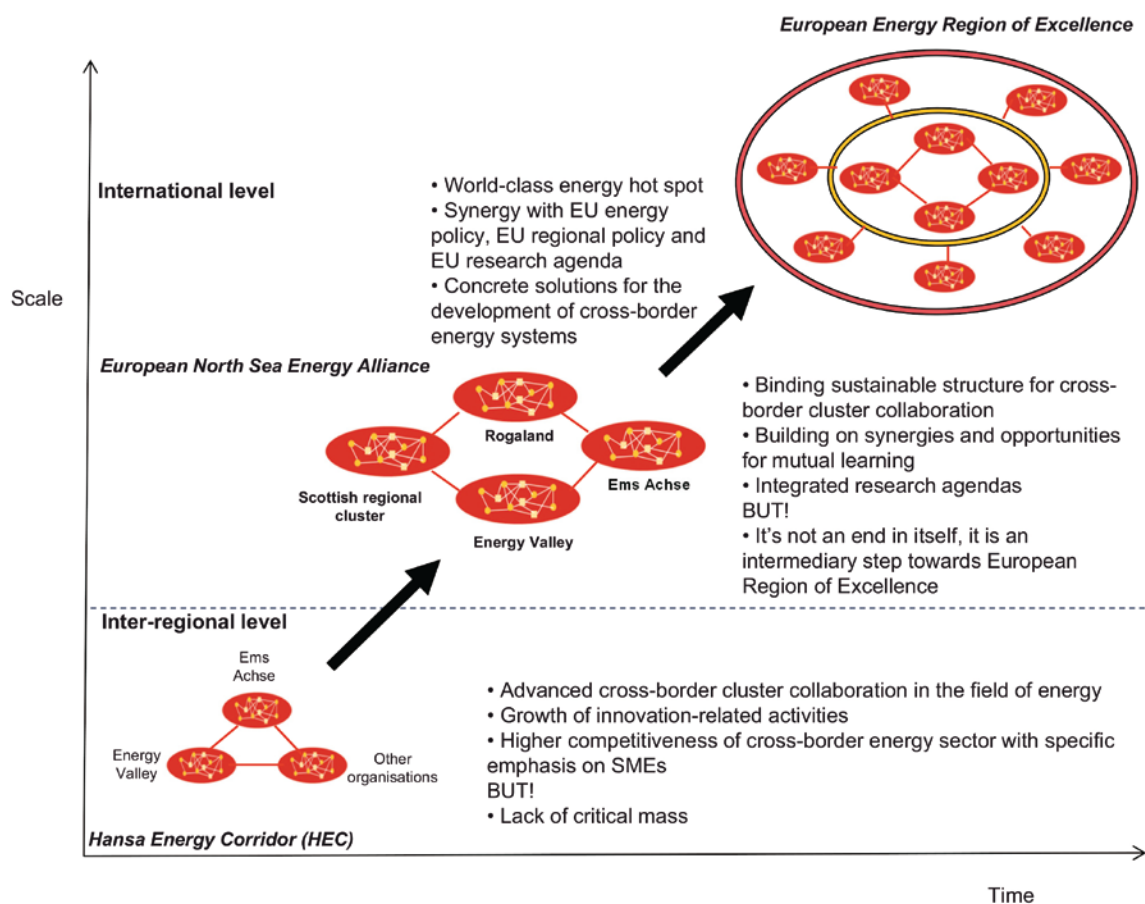 European Energy Region of Excellence
International level
• World-class energy hot spot
• Synergy with EU energy
policy, EU regional policy and
EU research agenda
• Concrete solutions for the
development of cross-border
energy systems
Scale
European North Sea Energy Alliance
Rogaland
Scottish regional
cluster
Ems Achse
Energy Valley
• Binding sustainable structure for cross-
border cluster collaboration
• Building on synergies and opportunities
for mutual learning
• Integrated research agendas
BUT!
• It's not an end in itself, it is an
intermediary step towards European
Region of Excellence
Inter-regional level
Ems
Achse
Energy
Valley
Other
organisations
• Advanced cross-border cluster collaboration in the field of energy
• Growth of innovation-related activities
• Higher competitiveness of cross-border energy sector with specific
emphasis on SMEs
BUT!
• Lack of critical mass
Hansa Energy Corridor (HEC)
Time